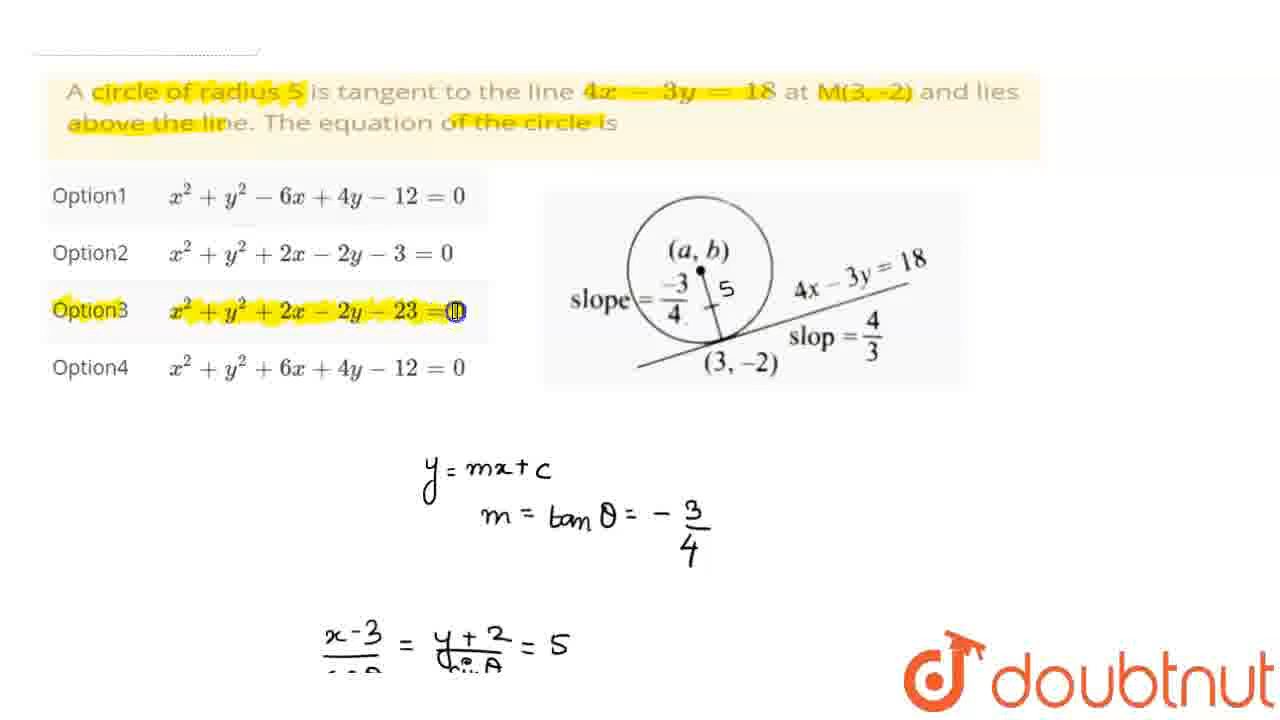 A circle of radius 5 is tangent to the line 4x − 3y = 18 at M(3, -2) and lies
above the line. The equation of the circle is
Option1 x² + y² − 6x + 4y − 12 = 0
Option2 x² + y² + 2x − 2y − 3 = 0
Option3 x² + y² + 2x − 2y − 23 = 0
Option4 x² + y² + 6x + 4y − 12 = 0
(a, b)
slope = −3/4
5
4x − 3y = 18
slop = 4/3
(3, −2)
y = mx + c
m = tan θ = − 3/4
x − 3 / cos θ = y + 2 / sin θ = 5
doubtnut